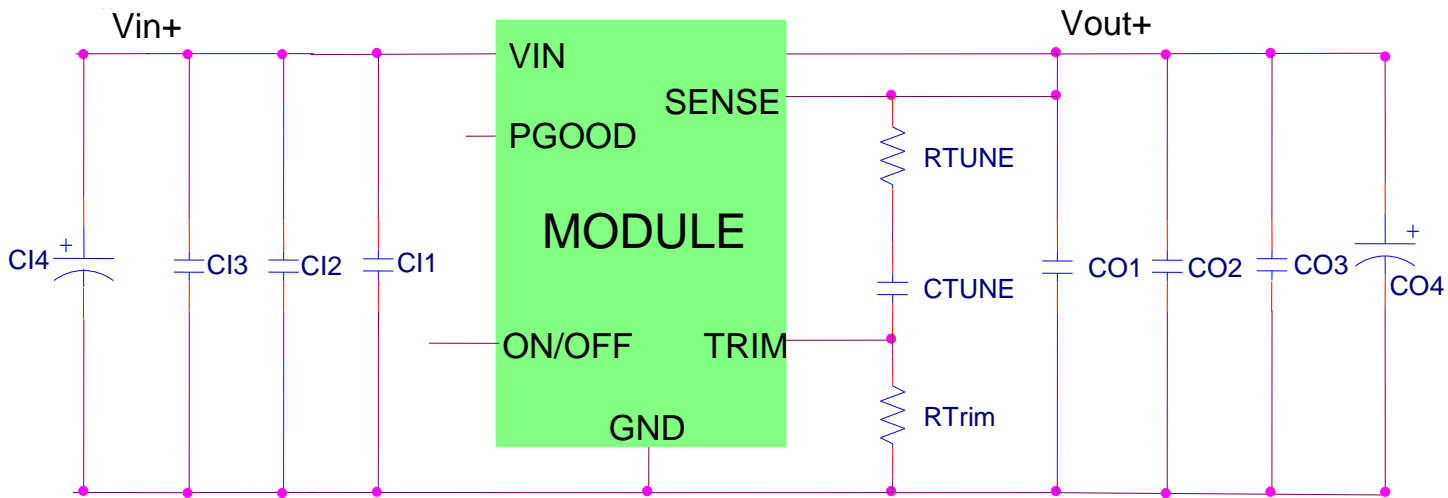 Vin+
Vout+
VIN
SENSE
PGOOD
RTUNE
MODULE
+
CI4
CI3
CI2
CI1
CTUNE
CO1
CO2
CO3
+
CO4
ON/OFF
TRIM
RTrim
GND